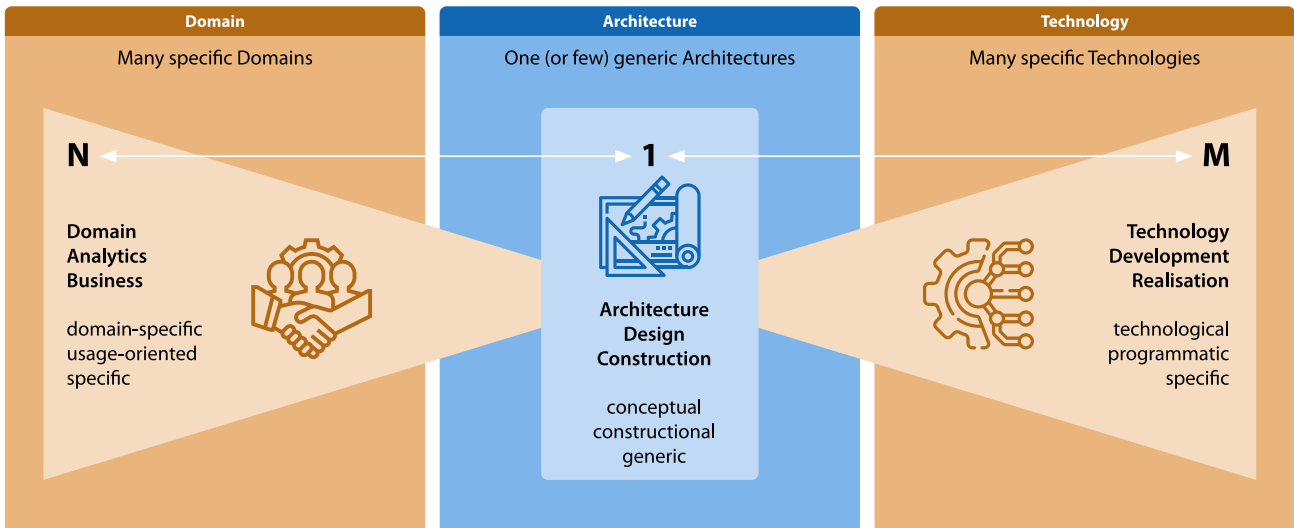 Domain
Many specific Domains
N
Domain
Analytics
Business
domain-specific
usage-oriented
specific
Architecture
One (or few) generic Architectures
1
Architecture
Design
Construction
conceptual
constructional
generic
Technology
Many specific Technologies
M
Technology
Development
Realisation
technological
programmatic
specific